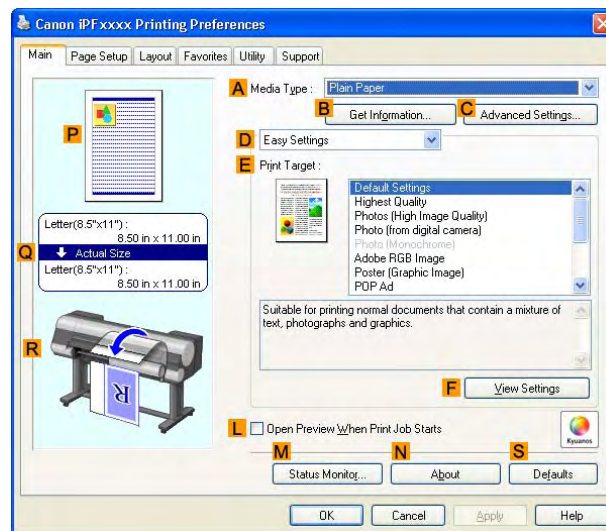 Canon iPFxxxx Printing Preferences
Main Page Setup Layout Favorites Utility Support
P
Letter(8.5"x11") :
8.50 in x 11.00 in
Q
Actual Size
Letter(8.5"x11") :
8.50 in x 11.00 in
R
R
A Media Type : Plain Paper
B Get Information...
C Advanced Settings...
D Easy Settings
E Print Target :
Default Settings
Highest Quality
Photos (High Image Quality)
Photo (from digital camera)
Photo (Monochrome)
Adobe RGB Image
Poster (Graphic Image)
POP Ad
Suitable for printing normal documents that contain a mixture of
text, photographs and graphics.
F View Settings
L Open Preview When Print Job Starts
Kyuanos
M Status Monitor...
N About
S Defaults
OK Cancel Apply Help